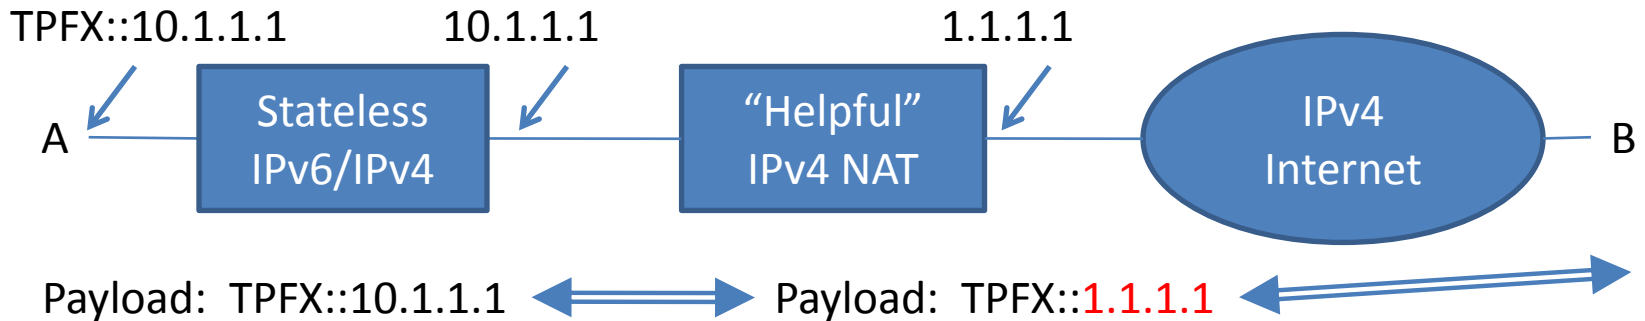 TPFX::10.1.1.1
10.1.1.1
1.1.1.1
A
Stateless
IPv6/IPv4
“Helpful”
IPv4 NAT
IPv4
Internet
B
Payload: TPFX::10.1.1.1
Payload: TPFX::1.1.1.1